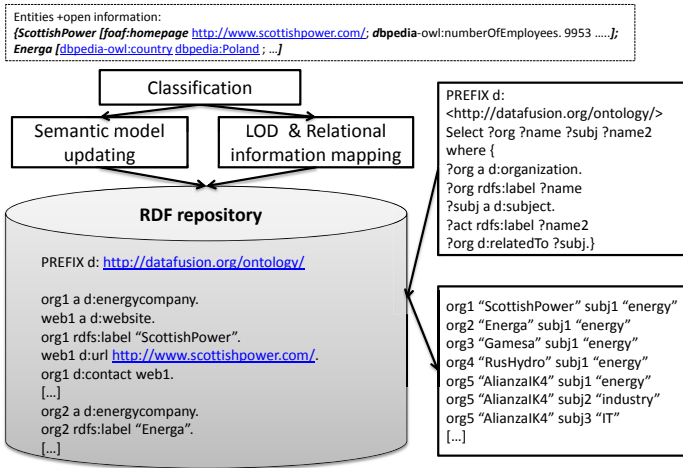 Entities +open information:
{ScottishPower [foaf:homepage http://www.scottishpower.com/; dbpedia-owl:numberOfEmployees. 9953 .....];
Energa [dbpedia-owl:country dbpedia:Poland ; …]
Classification
Semantic model
updating
LOD & Relational
information mapping
RDF repository
PREFIX d: http://datafusion.org/ontology/
org1 a d:energycompany.
web1 a d:website.
org1 rdfs:label “ScottishPower”.
web1 d:url http://www.scottishpower.com/.
org1 d:contact web1.
[…]
org2 a d:energycompany.
org2 rdfs:label “Energa”.
[…]
PREFIX d:
<http://datafusion.org/ontology/>
Select ?org ?name ?subj ?name2
where {
?org a d:organization.
?org rdfs:label ?name
?subj a d:subject.
?act rdfs:label ?name2
?org d:relatedTo ?subj.}
org1 “ScottishPower” subj1 “energy”
org2 “Energa” subj1 “energy”
org3 “Gamesa” subj1 “energy”
org4 “RusHydro” subj1 “energy”
org5 “AlianzaIK4” subj1 “energy”
org5 “AlianzaIK4” subj2 “industry”
org5 “AlianzaIK4” subj3 “IT”
[…]